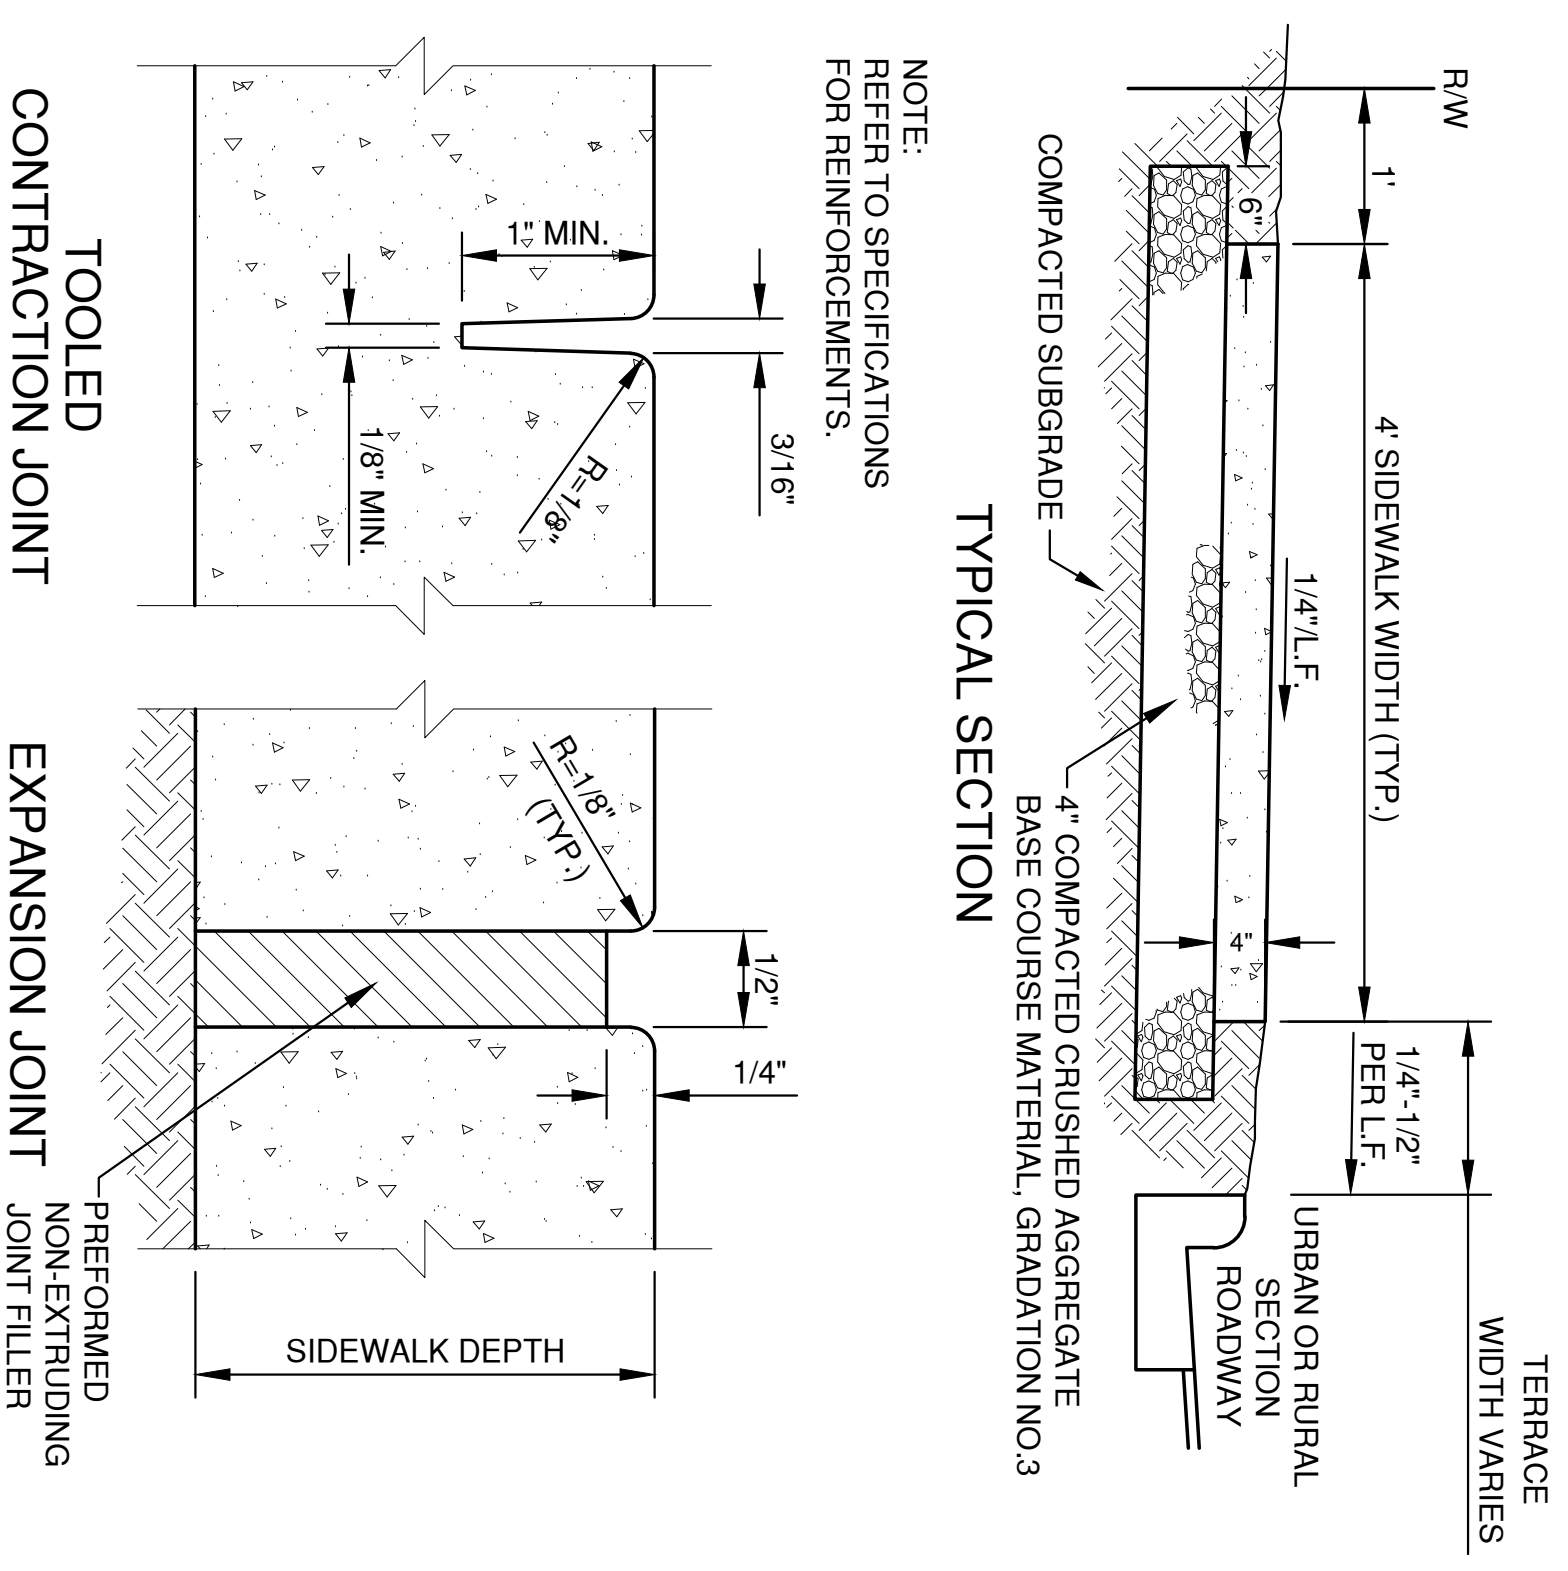 R/W
1'
4' SIDEWALK WIDTH (TYP.)
TERRACE
WIDTH VARIES
1/4"-1/2"
PER L.F.
1/4"/L.F.
6"
4"
URBAN OR RURAL
SECTION
ROADWAY
COMPACTED SUBGRADE
4" COMPACTED CRUSHED AGGREGATE
BASE COURSE MATERIAL, GRADATION NO.3
TYPICAL SECTION
NOTE:
REFER TO SPECIFICATIONS
FOR REINFORCEMENTS.
3/16"
1" MIN.
R=1/8"
1/8" MIN.
TOOLED
CONTRACTION JOINT
1/2"
1/4"
R=1/8"
(TYP.)
SIDEWALK DEPTH
PREFORMED
NON-EXTRUDING
JOINT FILLER
EXPANSION JOINT